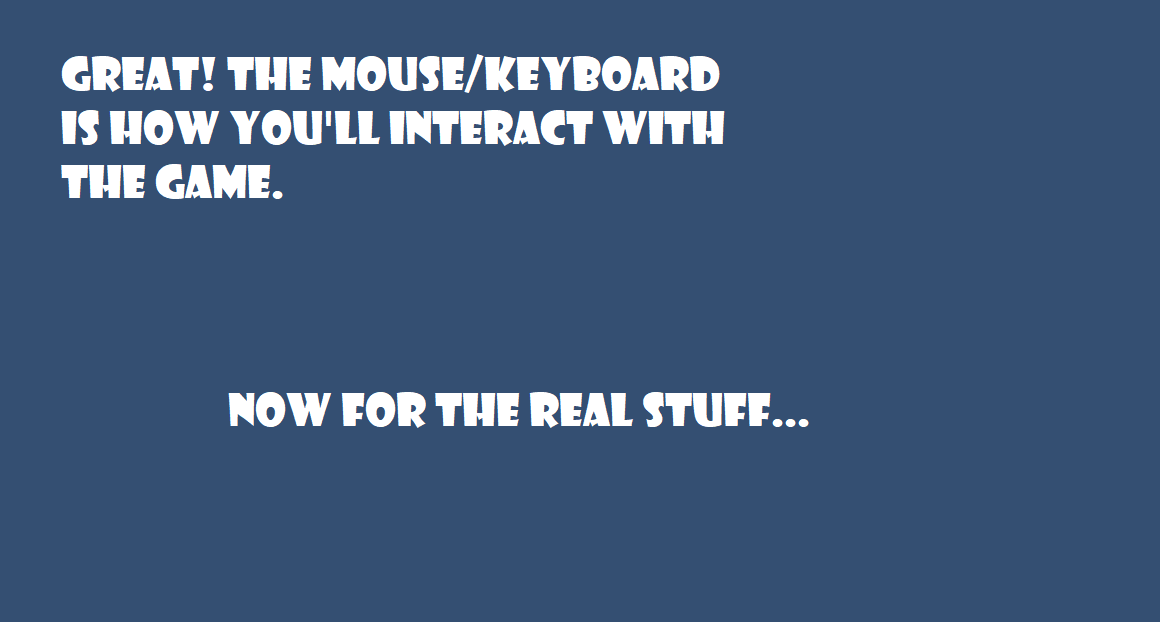 GREAT! THE MOUSE/KEYBOARD
IS HOW YOU'LL INTERACT WITH
THE GAME.
NOW FOR THE REAL STUFF...